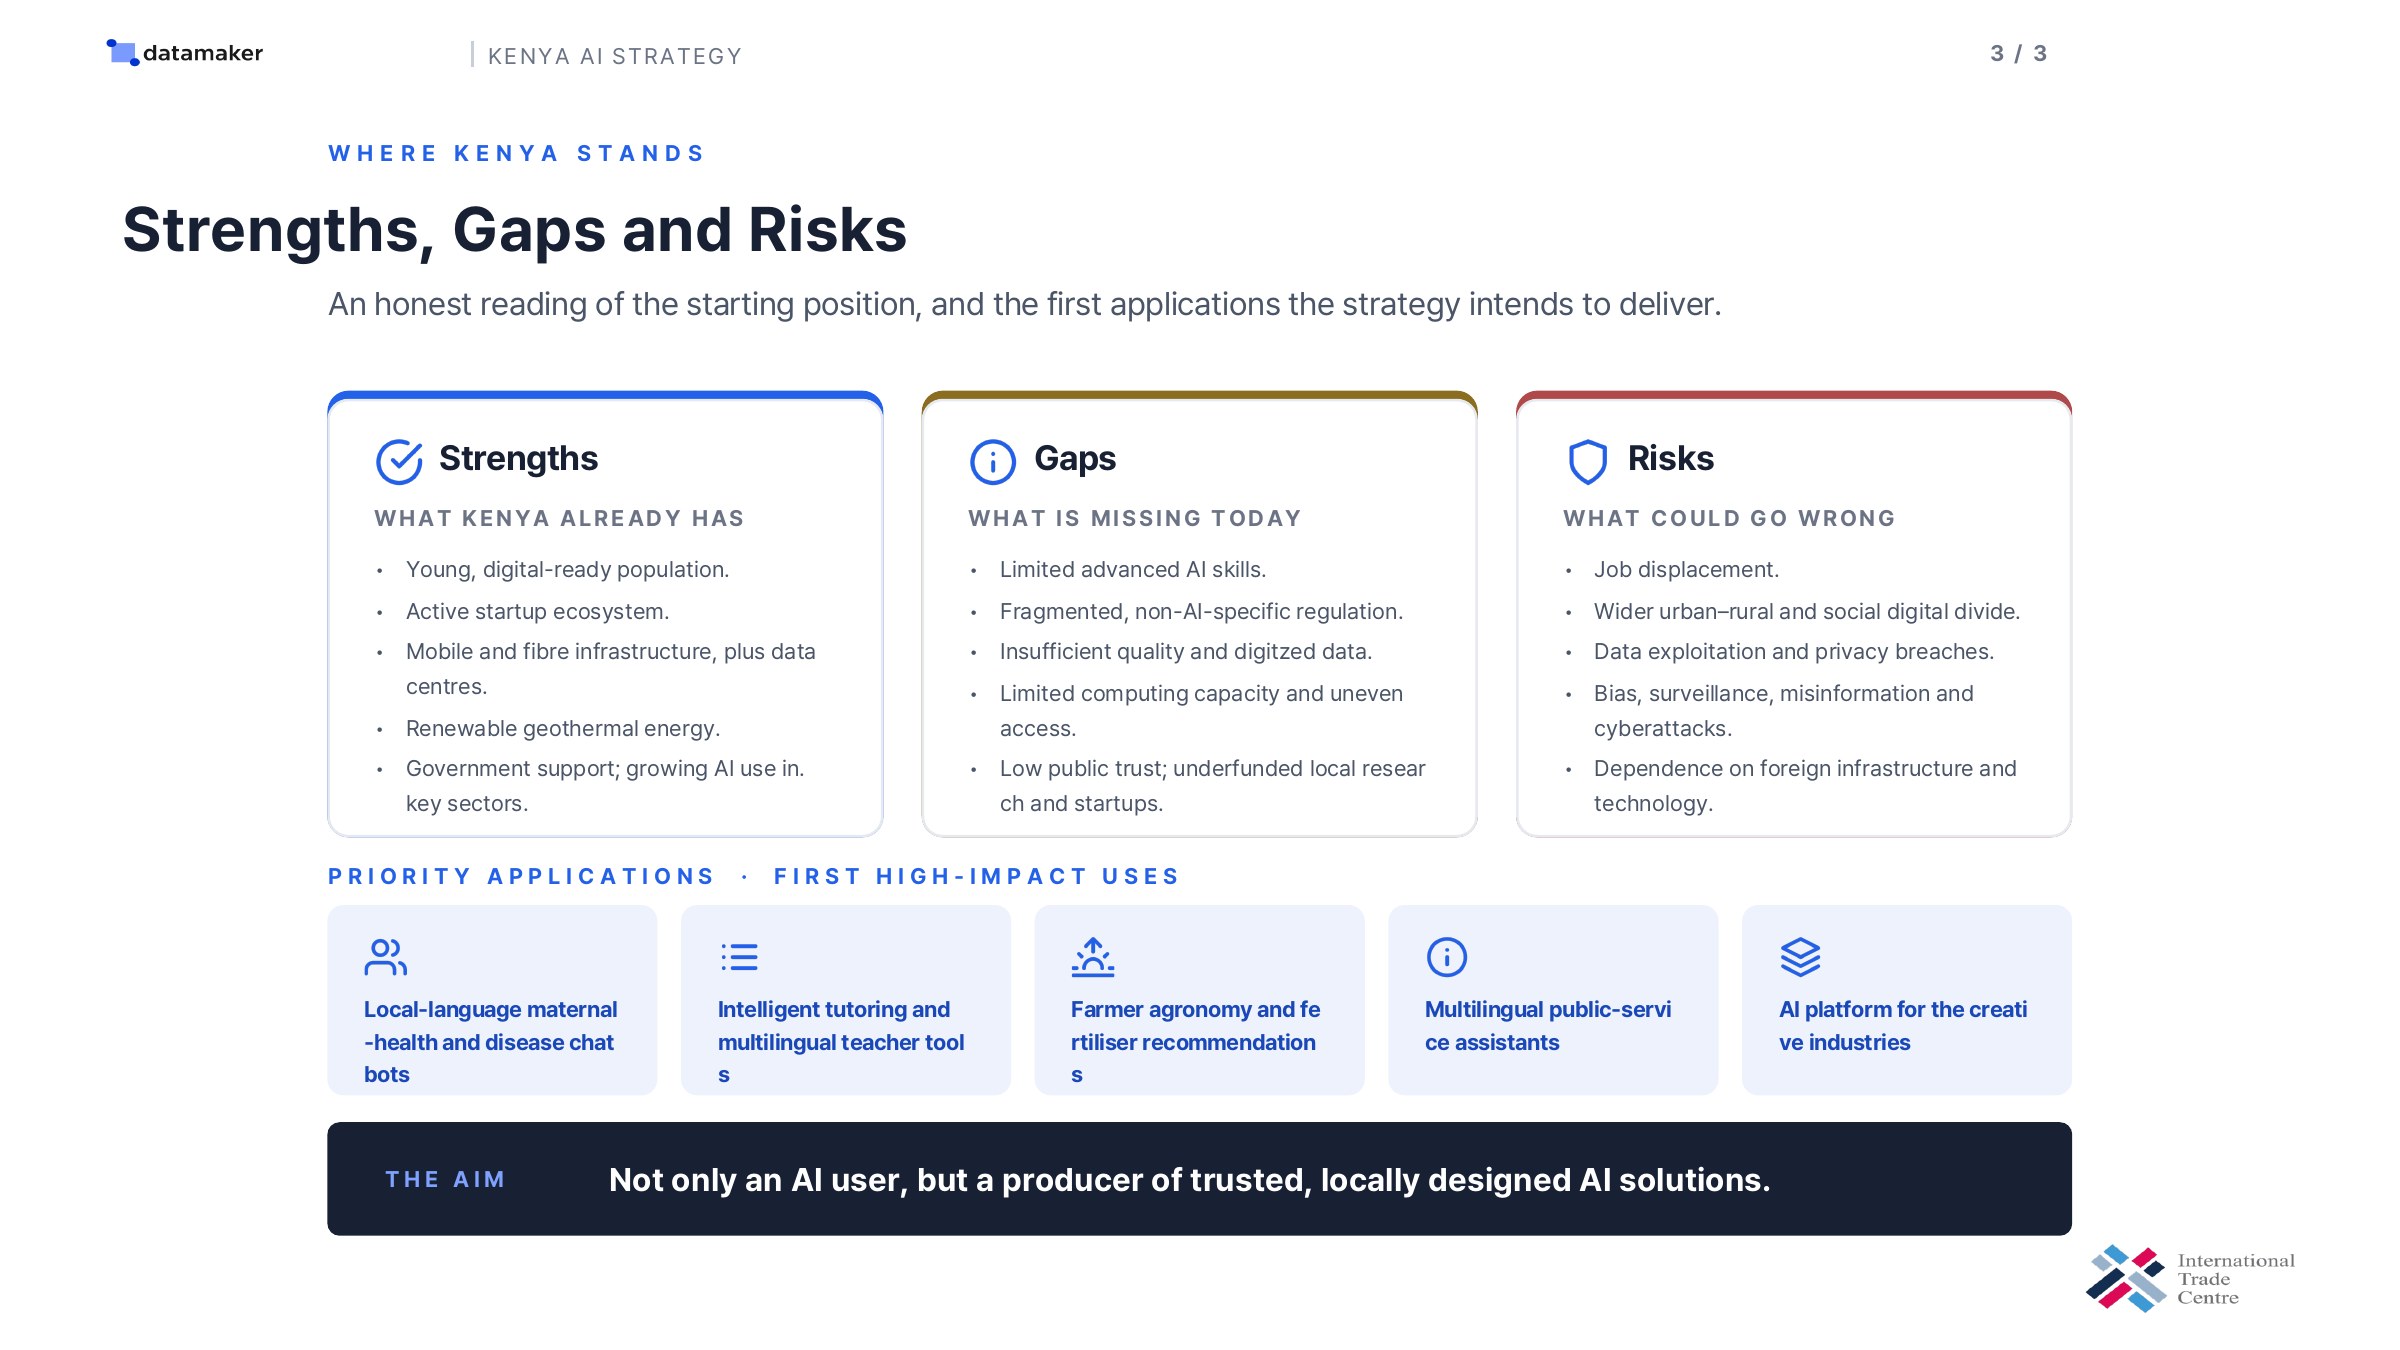 datamaker
KENYA AI STRATEGY
3 / 3
WHERE KENYA STANDS
Strengths, Gaps and Risks
An honest reading of the starting position, and the first applications the strategy intends to deliver.
Strengths
WHAT KENYA ALREADY HAS
• Young, digital-ready population.
• Active startup ecosystem.
• Mobile and fibre infrastructure, plus data
centres.
• Renewable geothermal energy.
• Government support; growing AI use in.
key sectors.
Gaps
WHAT IS MISSING TODAY
• Limited advanced AI skills.
• Fragmented, non-AI-specific regulation.
• Insufficient quality and digitzed data.
• Limited computing capacity and uneven
access.
• Low public trust; underfunded local resear
ch and startups.
Risks
WHAT COULD GO WRONG
• Job displacement.
• Wider urban–rural and social digital divide.
• Data exploitation and privacy breaches.
• Bias, surveillance, misinformation and
cyberattacks.
• Dependence on foreign infrastructure and
technology.
PRIORITY APPLICATIONS · FIRST HIGH-IMPACT USES
Local-language maternal
-health and disease chat
bots
Intelligent tutoring and
multilingual teacher tool
s
Farmer agronomy and fe
rtiliser recommendation
s
Multilingual public-servi
ce assistants
AI platform for the creati
ve industries
THE AIM
Not only an AI user, but a producer of trusted, locally designed AI solutions.
International
Trade
Centre